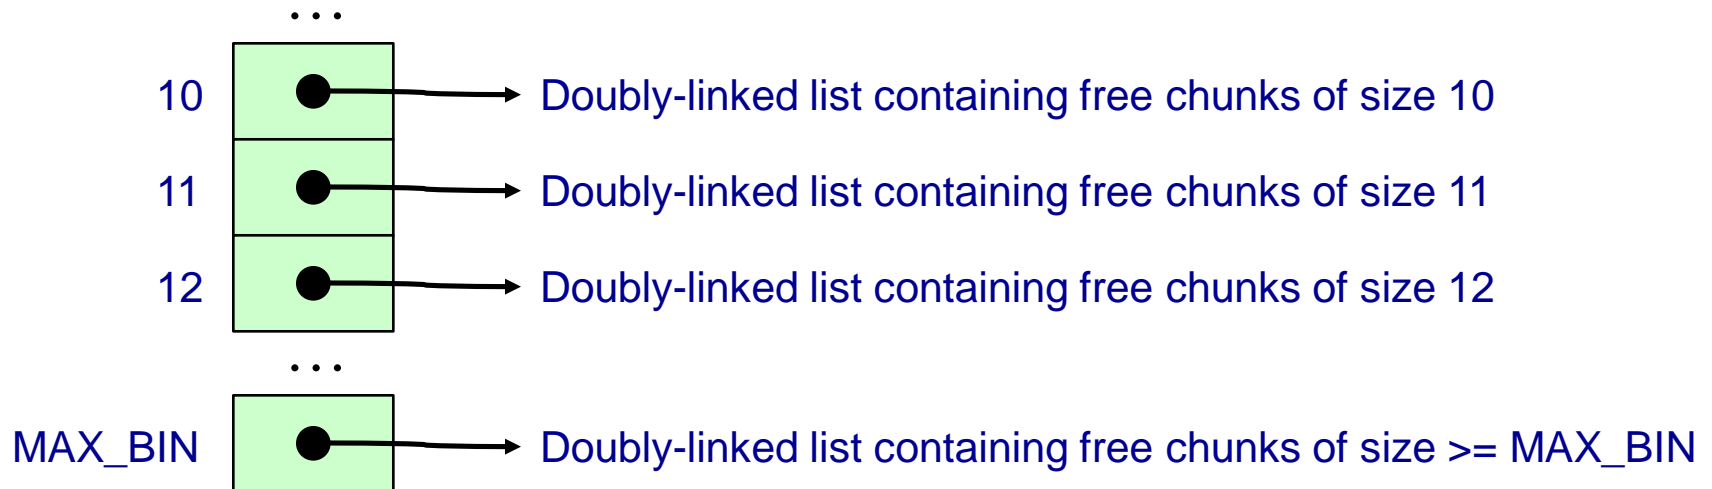 ...
10 Doubly-linked list containing free chunks of size 10
11 Doubly-linked list containing free chunks of size 11
12 Doubly-linked list containing free chunks of size 12
...
MAX_BIN Doubly-linked list containing free chunks of size >= MAX_BIN